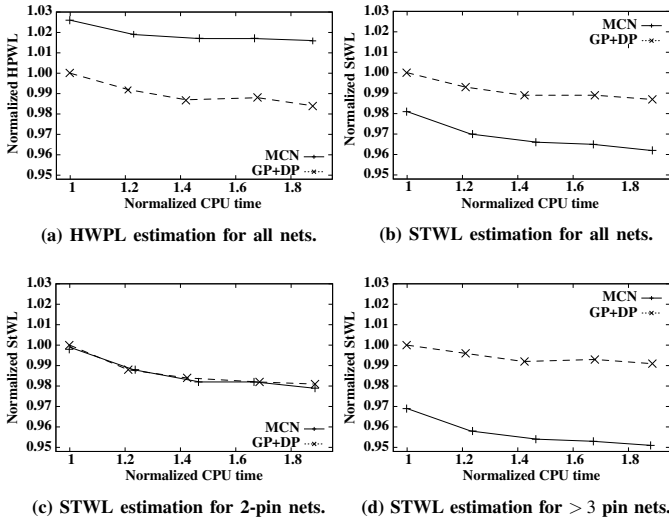 1.03
1.02
1.01
1.00
0.99
0.98
0.97
0.96
0.95
Normalized HPWL
1 1.2 1.4 1.6 1.8
Normalized CPU time
MCN
GP+DP
(a) HWPL estimation for all nets.
1.03
1.02
1.01
1.00
0.99
0.98
0.97
0.96
0.95
Normalized StWL
1 1.2 1.4 1.6 1.8
Normalized CPU time
MCN
GP+DP
(b) STWL estimation for all nets.
1.03
1.02
1.01
1.00
0.99
0.98
0.97
0.96
0.95
Normalized StWL
1 1.2 1.4 1.6 1.8
Normalized CPU time
MCN
GP+DP
(c) STWL estimation for 2-pin nets.
1.03
1.02
1.01
1.00
0.99
0.98
0.97
0.96
0.95
Normalized StWL
1 1.2 1.4 1.6 1.8
Normalized CPU time
MCN
GP+DP
(d) STWL estimation for > 3 pin nets.